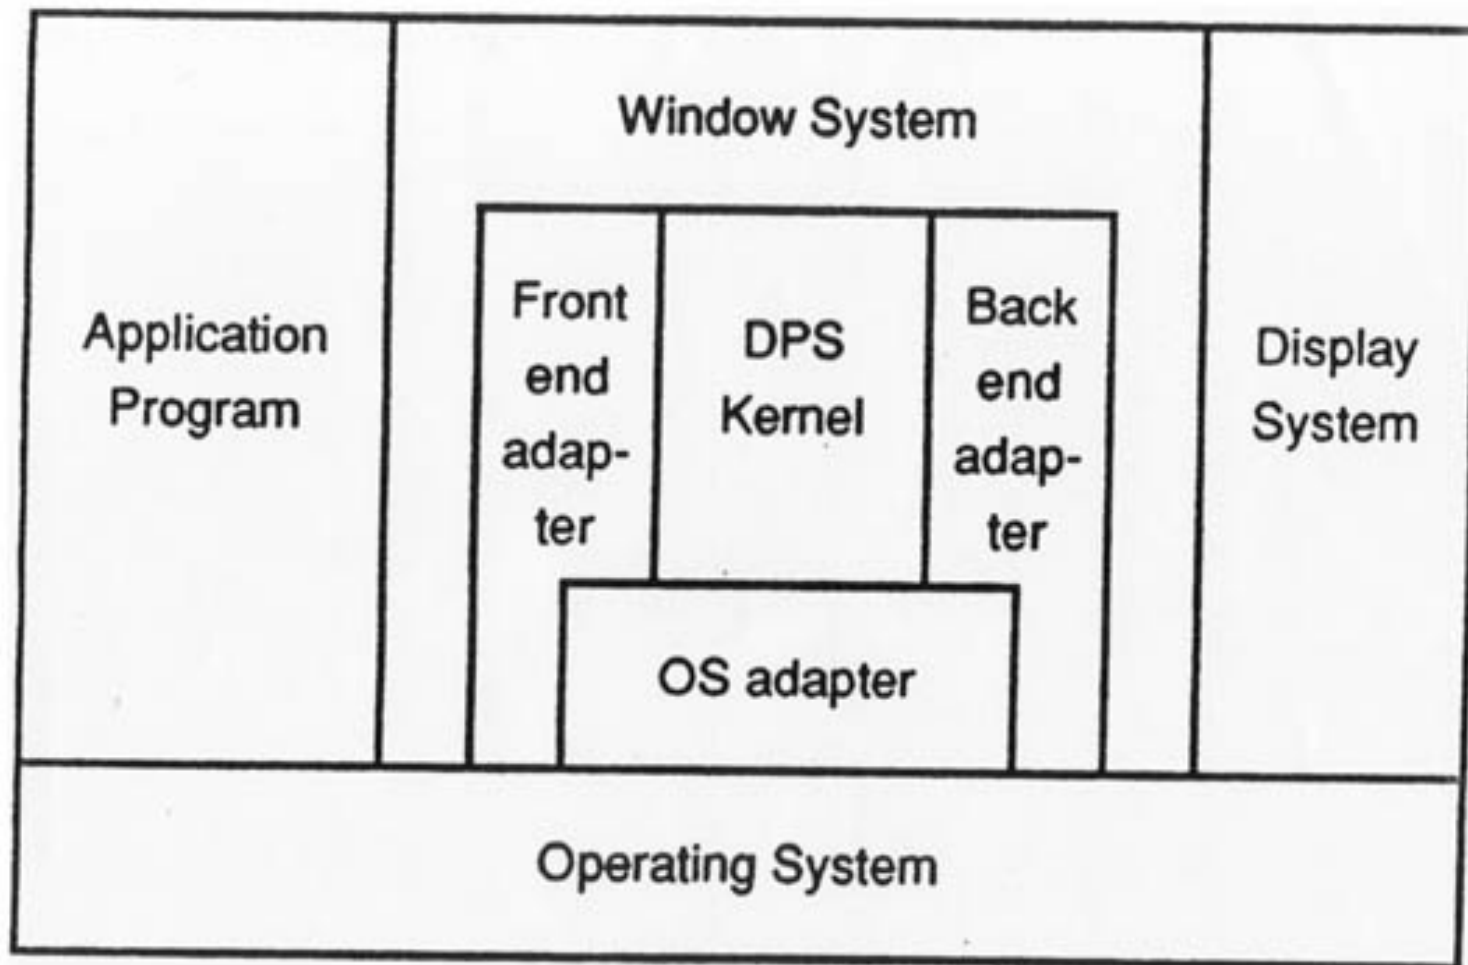 Window System
Application
Program
Front
end
adap-
ter
DPS
Kernel
Back
end
adap-
ter
Display
System
OS adapter
Operating System